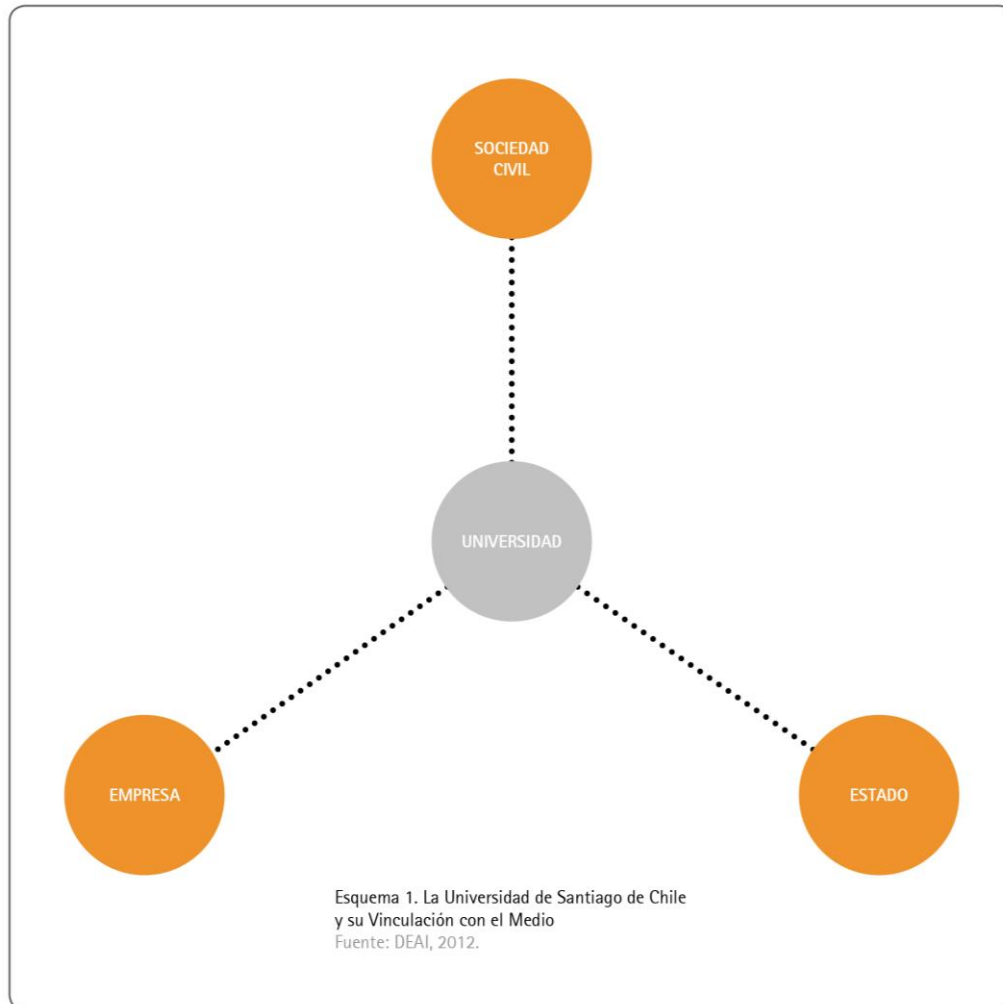 SOCIEDAD
CIVIL
UNIVERSIDAD
EMPRESA
ESTADO
Esquema 1. La Universidad de Santiago de Chile
y su Vinculación con el Medio
Fuente: DEAI, 2012.